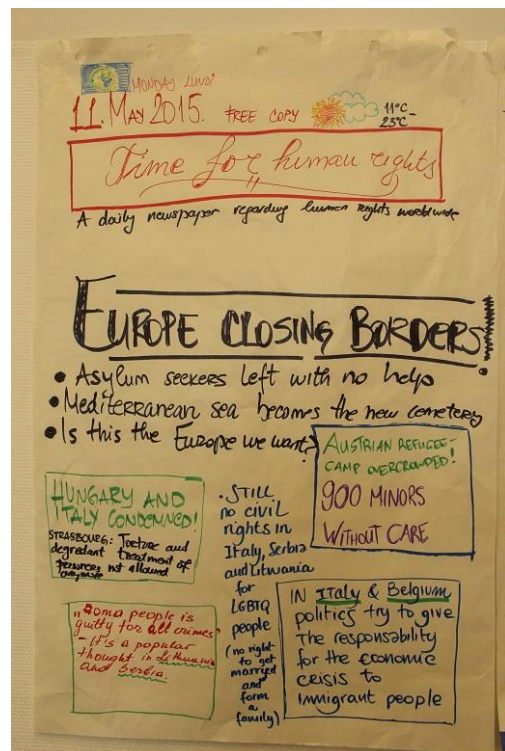 MONDAY LUNDI
11. MAY 2015. FREE COPY 11°C-
23°C
Time for human rights
A daily newspaper regarding human rights worldwide
EUROPE CLOSING BORDERS!
• Asylum seekers left with no help
• Mediterranean sea becomes the new cemetery
• Is this the Europe we want?
AUSTRIAN REFUGEE-
CAMP OVERCROWDED!
900 MINORS
WITHOUT CARE
HUNGARY AND
ITALY CONDEMNED!
STRASBOURG: Torture and
degredant treatment of
prisoners not allowed
anymore
• STILL
no civil
rights in
Italy, Serbia
and Lithuania
for
LGBTQ
people
(no right
to get
married
and
form
a
family)
"Roma people is
guilty for all crimes"
- It's a popular
thought in Lithuania
and Serbia.
IN Italy & Belgium
politics try to give
The responsability
for the economic
crisis to
immigrant people